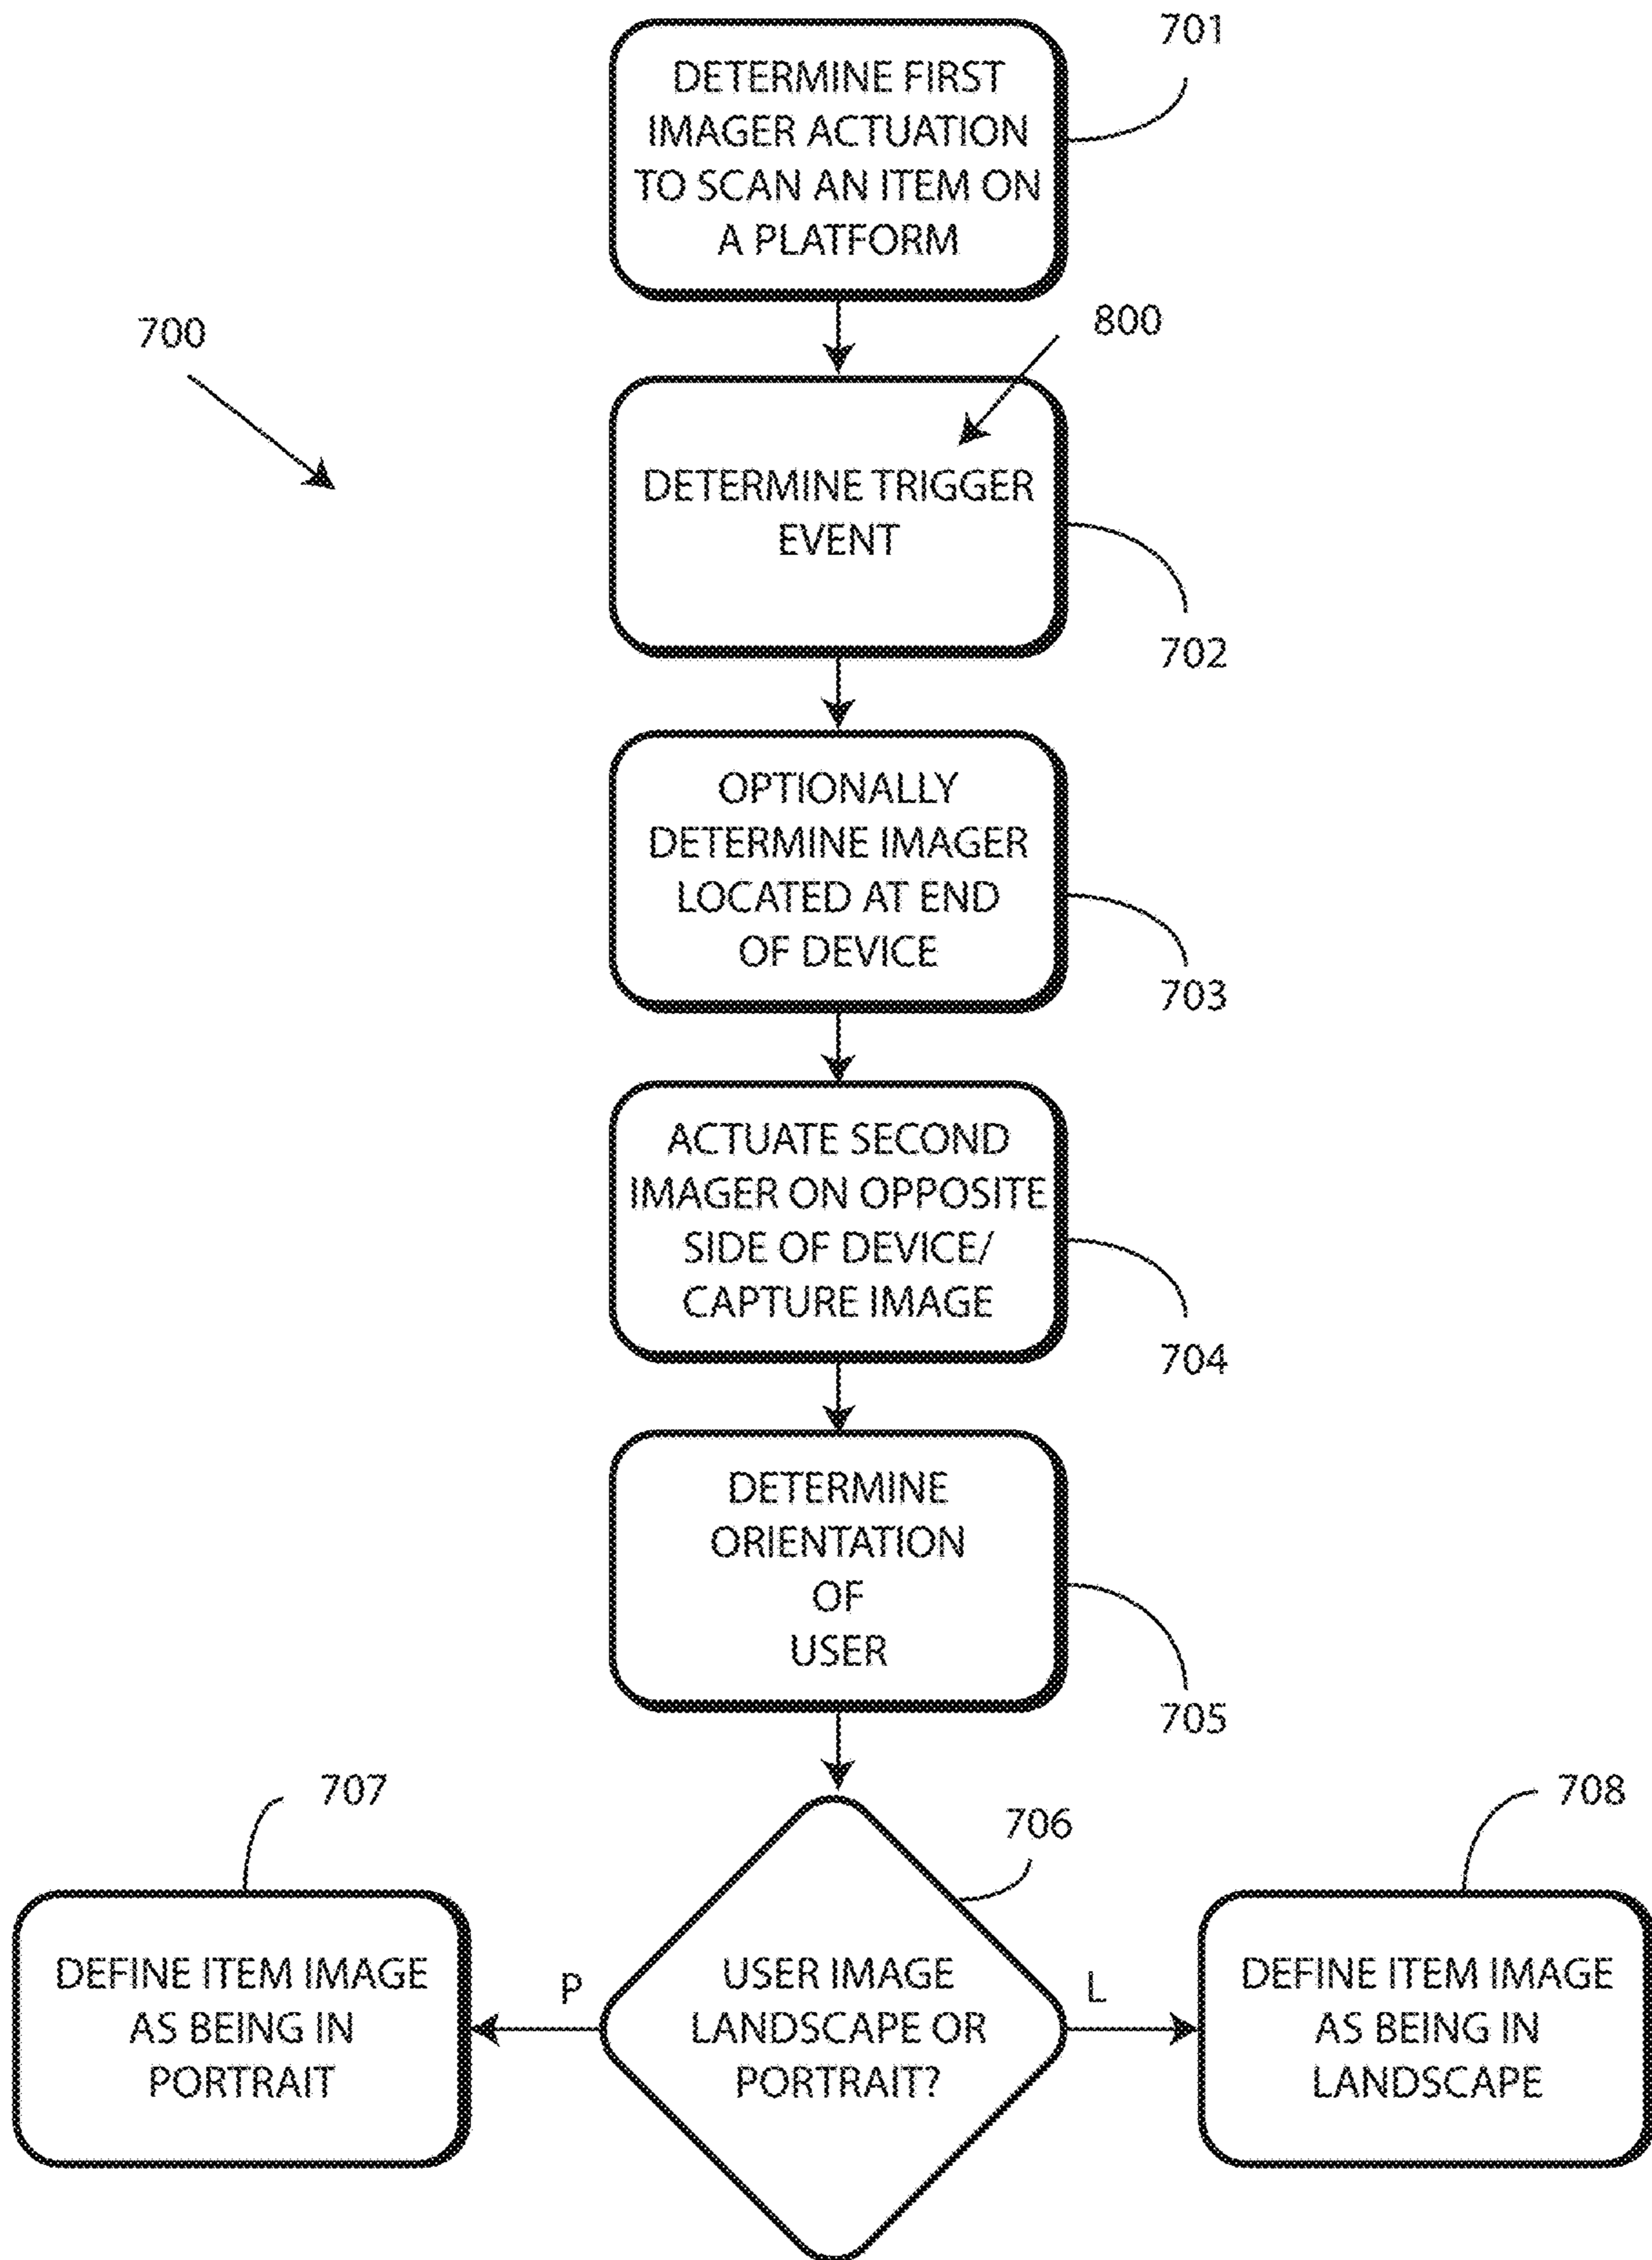 701
DETERMINE FIRST
IMAGER ACTUATION
TO SCAN AN ITEM ON
A PLATFORM
700
800
DETERMINE TRIGGER
EVENT
702
OPTIONALLY
DETERMINE IMAGER
LOCATED AT END
OF DEVICE
703
ACTUATE SECOND
IMAGER ON OPPOSITE
SIDE OF DEVICE/
CAPTURE IMAGE
704
DETERMINE
ORIENTATION
OF
USER
705
707
706
708
DEFINE ITEM IMAGE
AS BEING IN
PORTRAIT
P
USER IMAGE
LANDSCAPE OR
PORTRAIT?
L
DEFINE ITEM IMAGE
AS BEING IN
LANDSCAPE